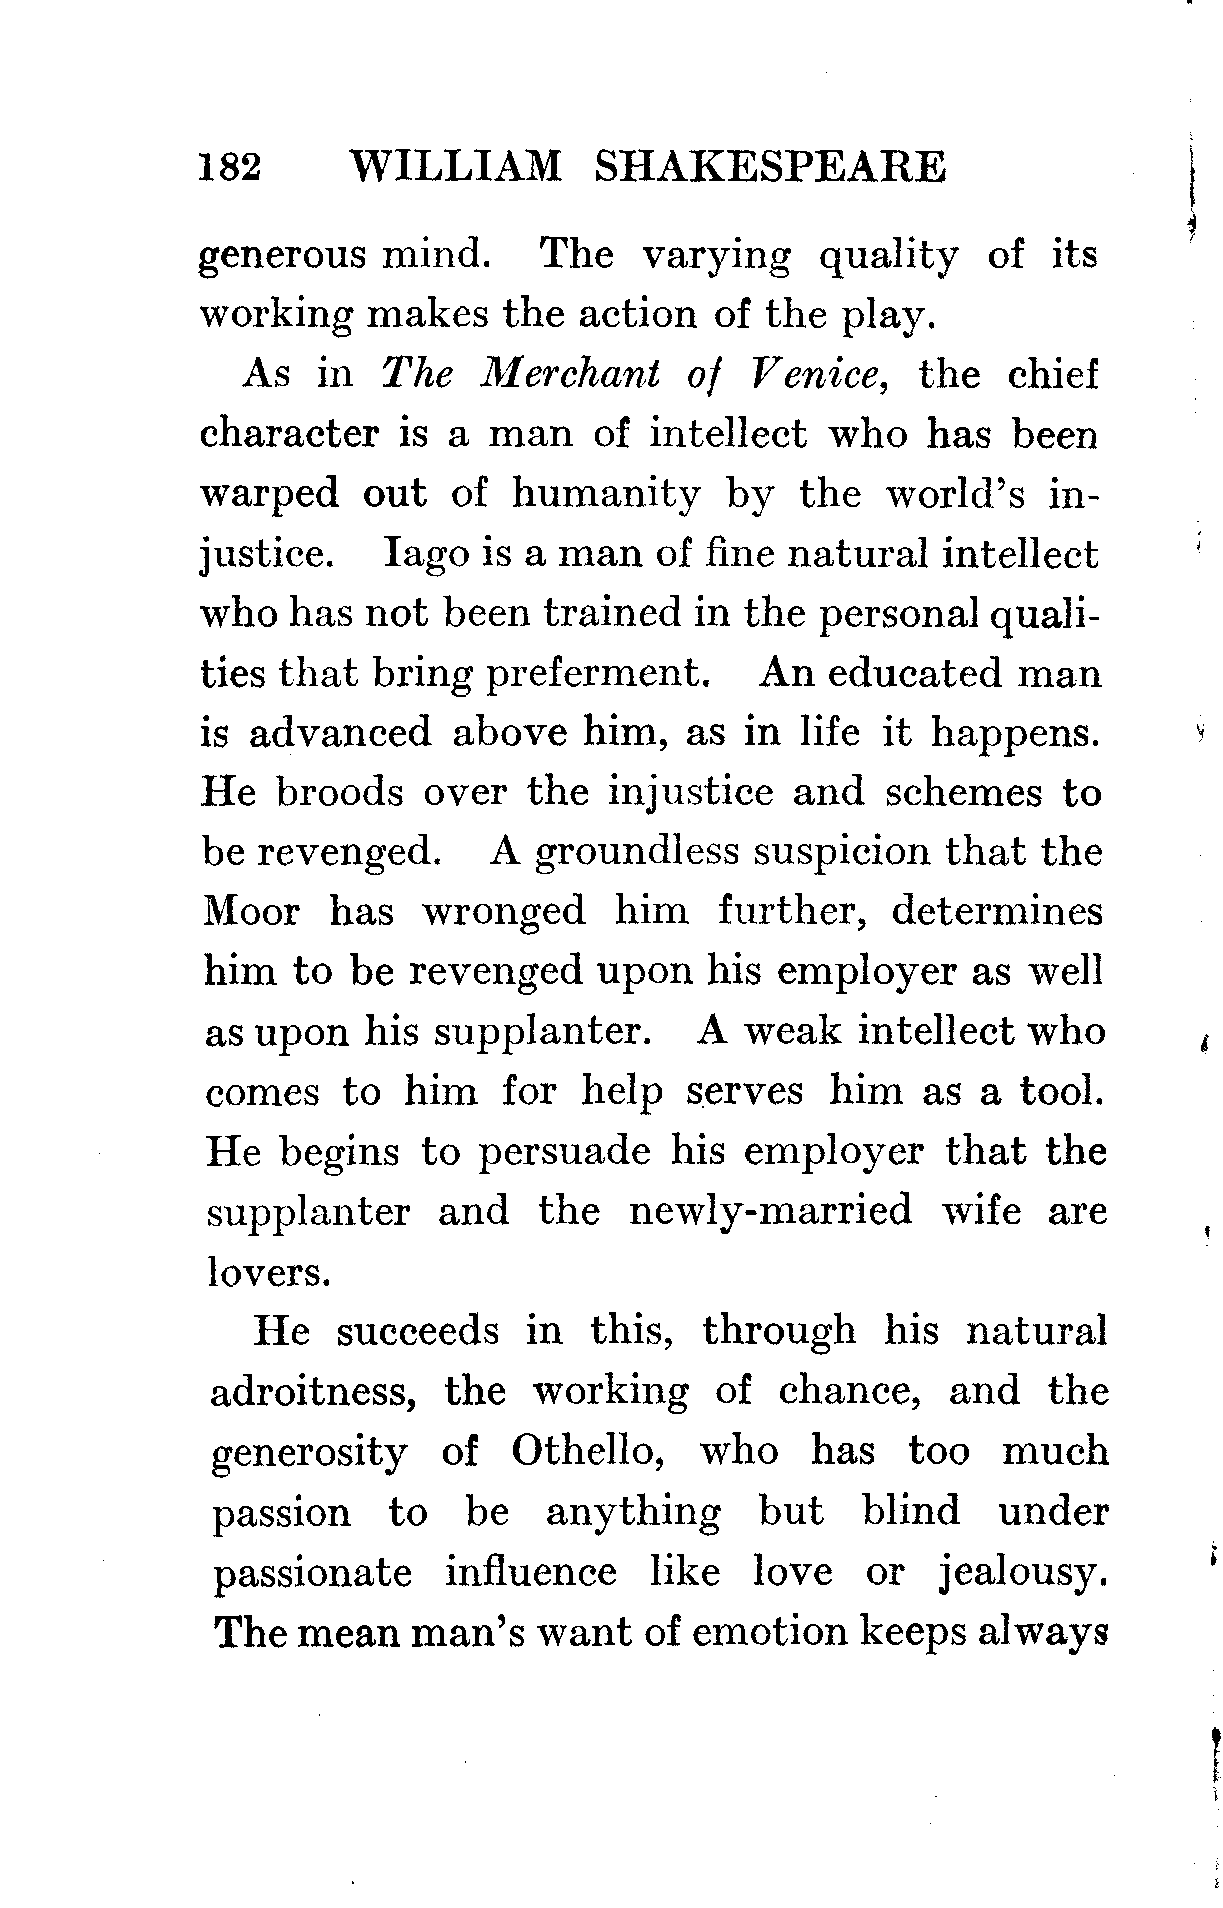 182 WILLIAM SHAKESPEARE
generous mind. The varying quality of its
working makes the action of the play.
As in The Merchant of Venice, the chief
character is a man of intellect who has been
warped out of humanity by the world's in-
justice. Iago is a man of fine natural intellect
who has not been trained in the personal quali-
ties that bring preferment. An educated man
is advanced above him, as in life it happens.
He broods over the injustice and schemes to
be revenged. A groundless suspicion that the
Moor has wronged him further, determines
him to be revenged upon his employer as well
as upon his supplanter. A weak intellect who
comes to him for help serves him as a tool.
He begins to persuade his employer that the
supplanter and the newly-married wife are
lovers.
He succeeds in this, through his natural
adroitness, the working of chance, and the
generosity of Othello, who has too much
passion to be anything but blind under
passionate influence like love or jealousy.
The mean man's want of emotion keeps always